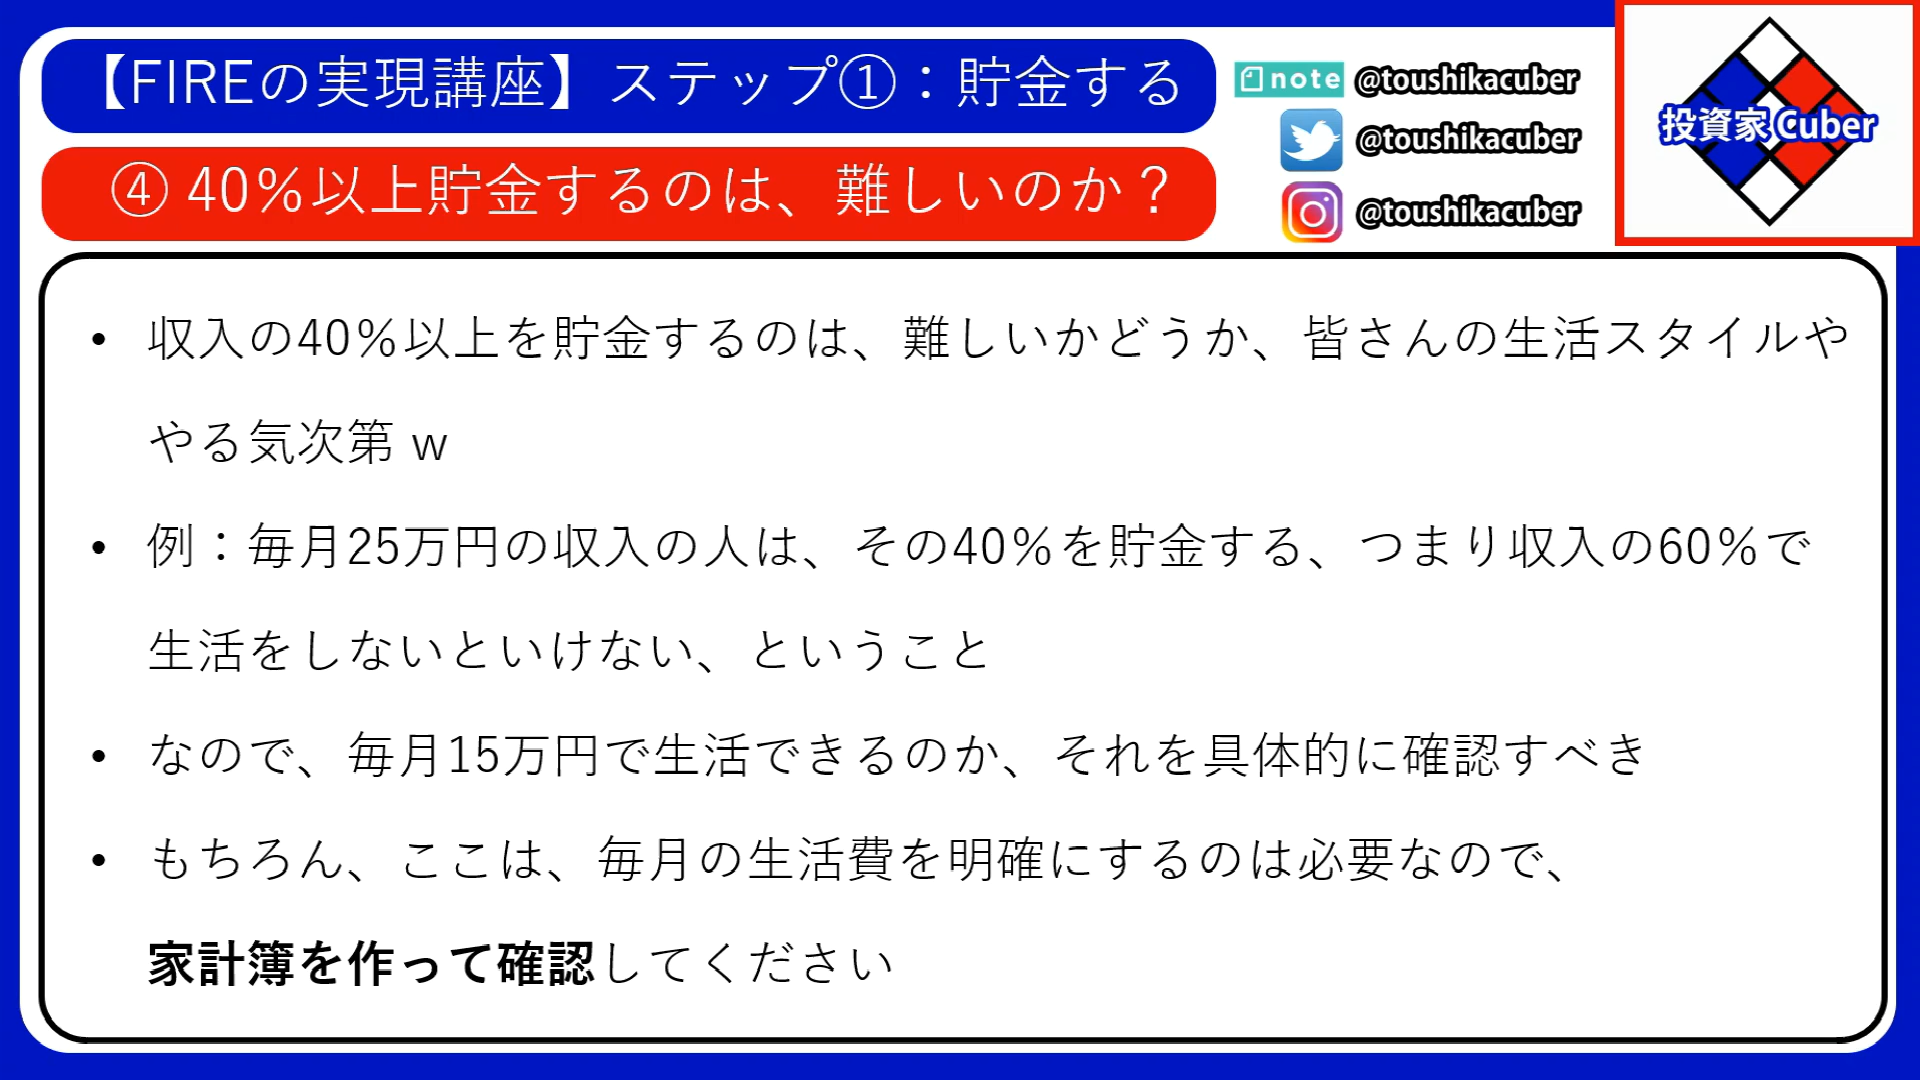 【FIREの実現講座】ステップ①：貯金する
④ 40％以上貯金するのは、難しいのか？
note @toushikacuber
@toushikacuber
@toushikacuber
投資家 Cuber
• 収入の40％以上を貯金するのは、難しいかどうか、皆さんの生活スタイルや
やる気次第 w
• 例：毎月25万円の収入の人は、その40％を貯金する、つまり収入の60％で
生活をしないといけない、ということ
• なので、毎月15万円で生活できるのか、それを具体的に確認すべき
• もちろん、ここは、毎月の生活費を明確にするのは必要なので、
家計簿を作って確認してください